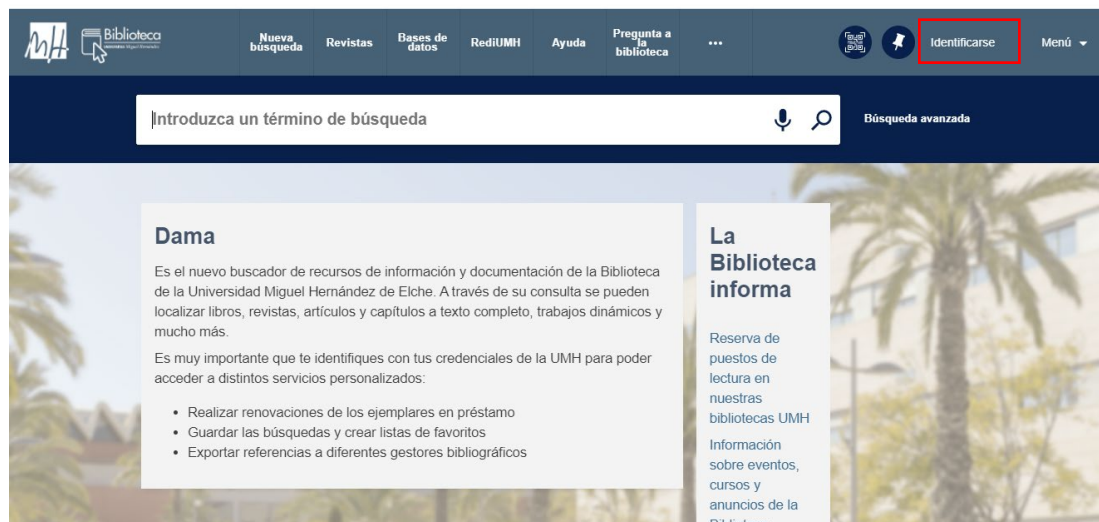 Biblioteca
Nueva búsqueda
Revistas
Bases de datos
RediUMH
Ayuda
Pregunta a la biblioteca
...
Identificarse
Menú
Introduzca un término de búsqueda
Búsqueda avanzada
Dama
Es el nuevo buscador de recursos de información y documentación de la Biblioteca
de la Universidad Miguel Hernández de Elche. A través de su consulta se pueden
localizar libros, revistas, artículos y capítulos a texto completo, trabajos dinámicos y
mucho más.
Es muy importante que te identifiques con tus credenciales de la UMH para poder
acceder a distintos servicios personalizados:
• Realizar renovaciones de los ejemplares en préstamo
• Guardar las búsquedas y crear listas de favoritos
• Exportar referencias a diferentes gestores bibliográficos
La
Biblioteca
informa
Reserva de
puestos de
lectura en
nuestras
bibliotecas UMH
Información
sobre eventos,
cursos y
anuncios de la